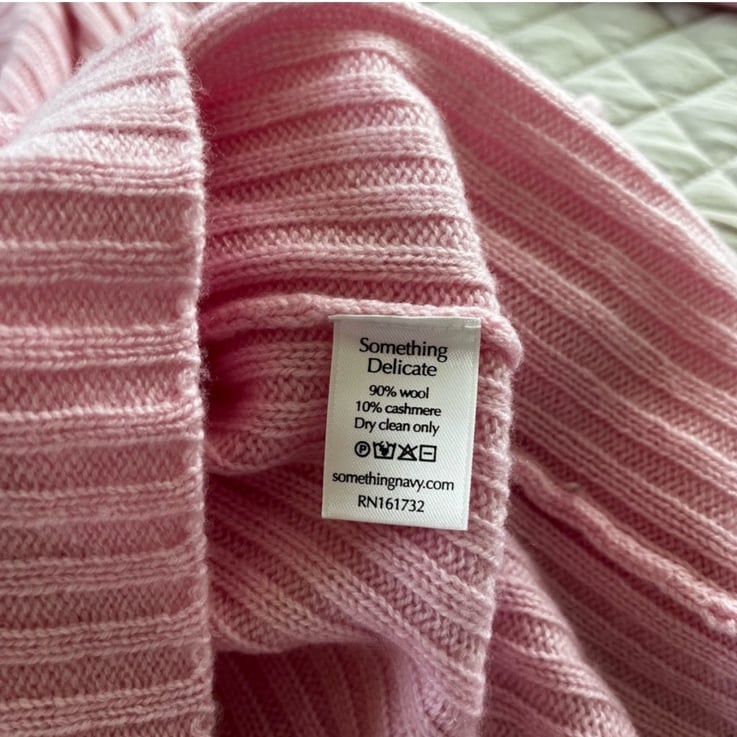 Something
Delicate
90% wool
10% cashmere
Dry clean only
P
somethingnavy.com
RN161732